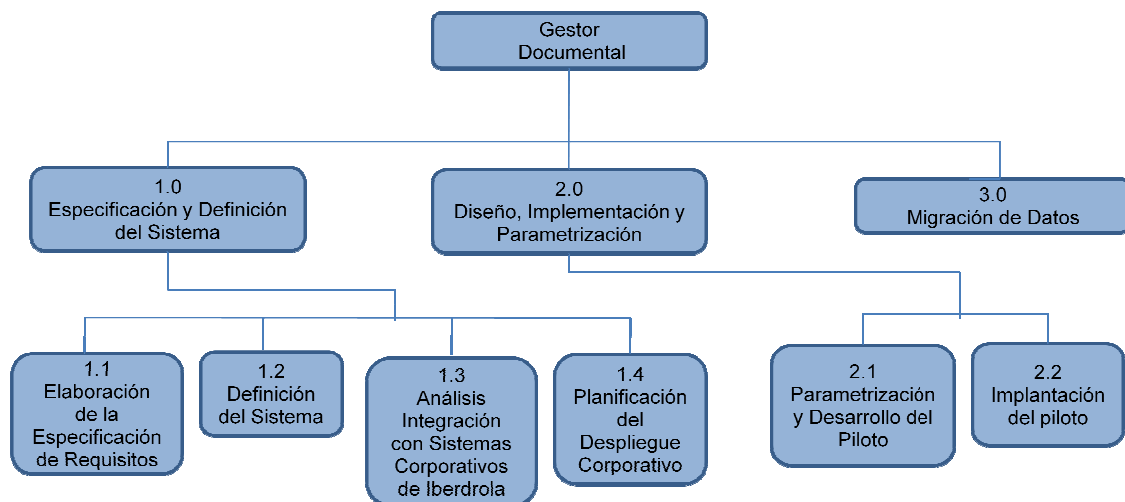 Gestor
Documental
1.0
Especificación y Definición
del Sistema
2.0
Diseño, Implementación y
Parametrización
3.0
Migración de Datos
1.1
Elaboración
de la
Especificación
de Requisitos
1.2
Definición
del Sistema
1.3
Análisis
Integración
con Sistemas
Corporativos
de Iberdrola
1.4
Planificación
del
Despliegue
Corporativo
2.1
Parametrización
y Desarrollo del
Piloto
2.2
Implantación
del piloto